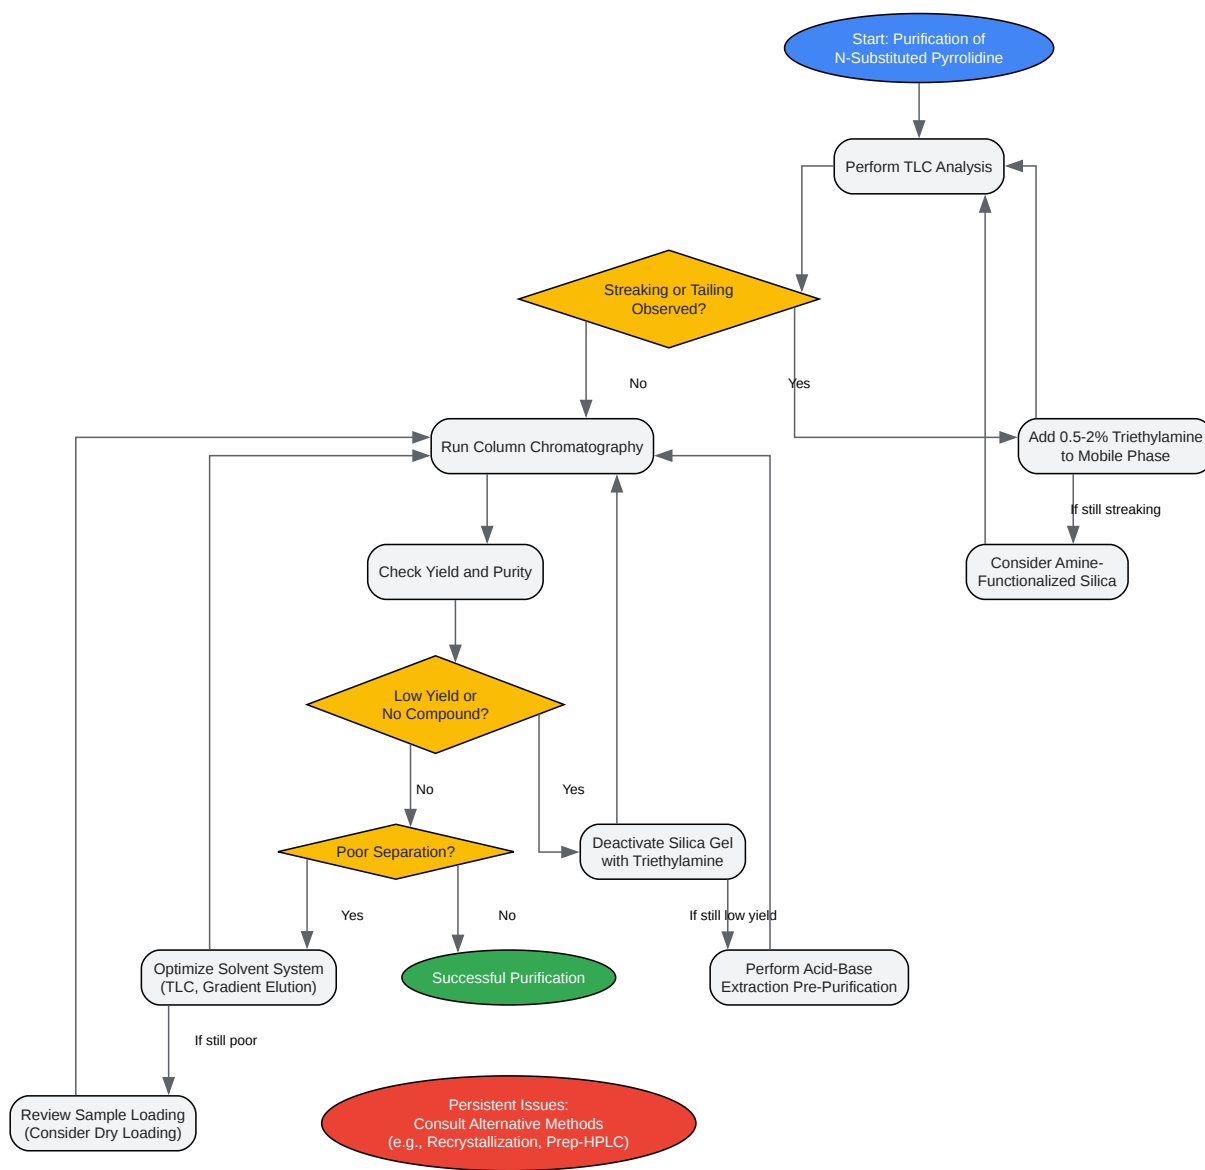 Start: Purification of
N-Substituted Pyrrolidine
Perform TLC Analysis
Streaking or Tailing
Observed?
No
Yes
Run Column Chromatography
Add 0.5-2% Triethylamine
to Mobile Phase
If still streaking
Check Yield and Purity
Consider Amine-
Functionalized Silica
Low Yield or
No Compound?
No
Yes
Poor Separation?
Deactivate Silica Gel
with Triethylamine
Yes
No
If still low yield
Optimize Solvent System
(TLC, Gradient Elution)
Successful Purification
Perform Acid-Base
Extraction Pre-Purification
If still poor
Review Sample Loading
(Consider Dry Loading)
Persistent Issues:
Consult Alternative Methods
(e.g., Recrystallization, Prep-HPLC)